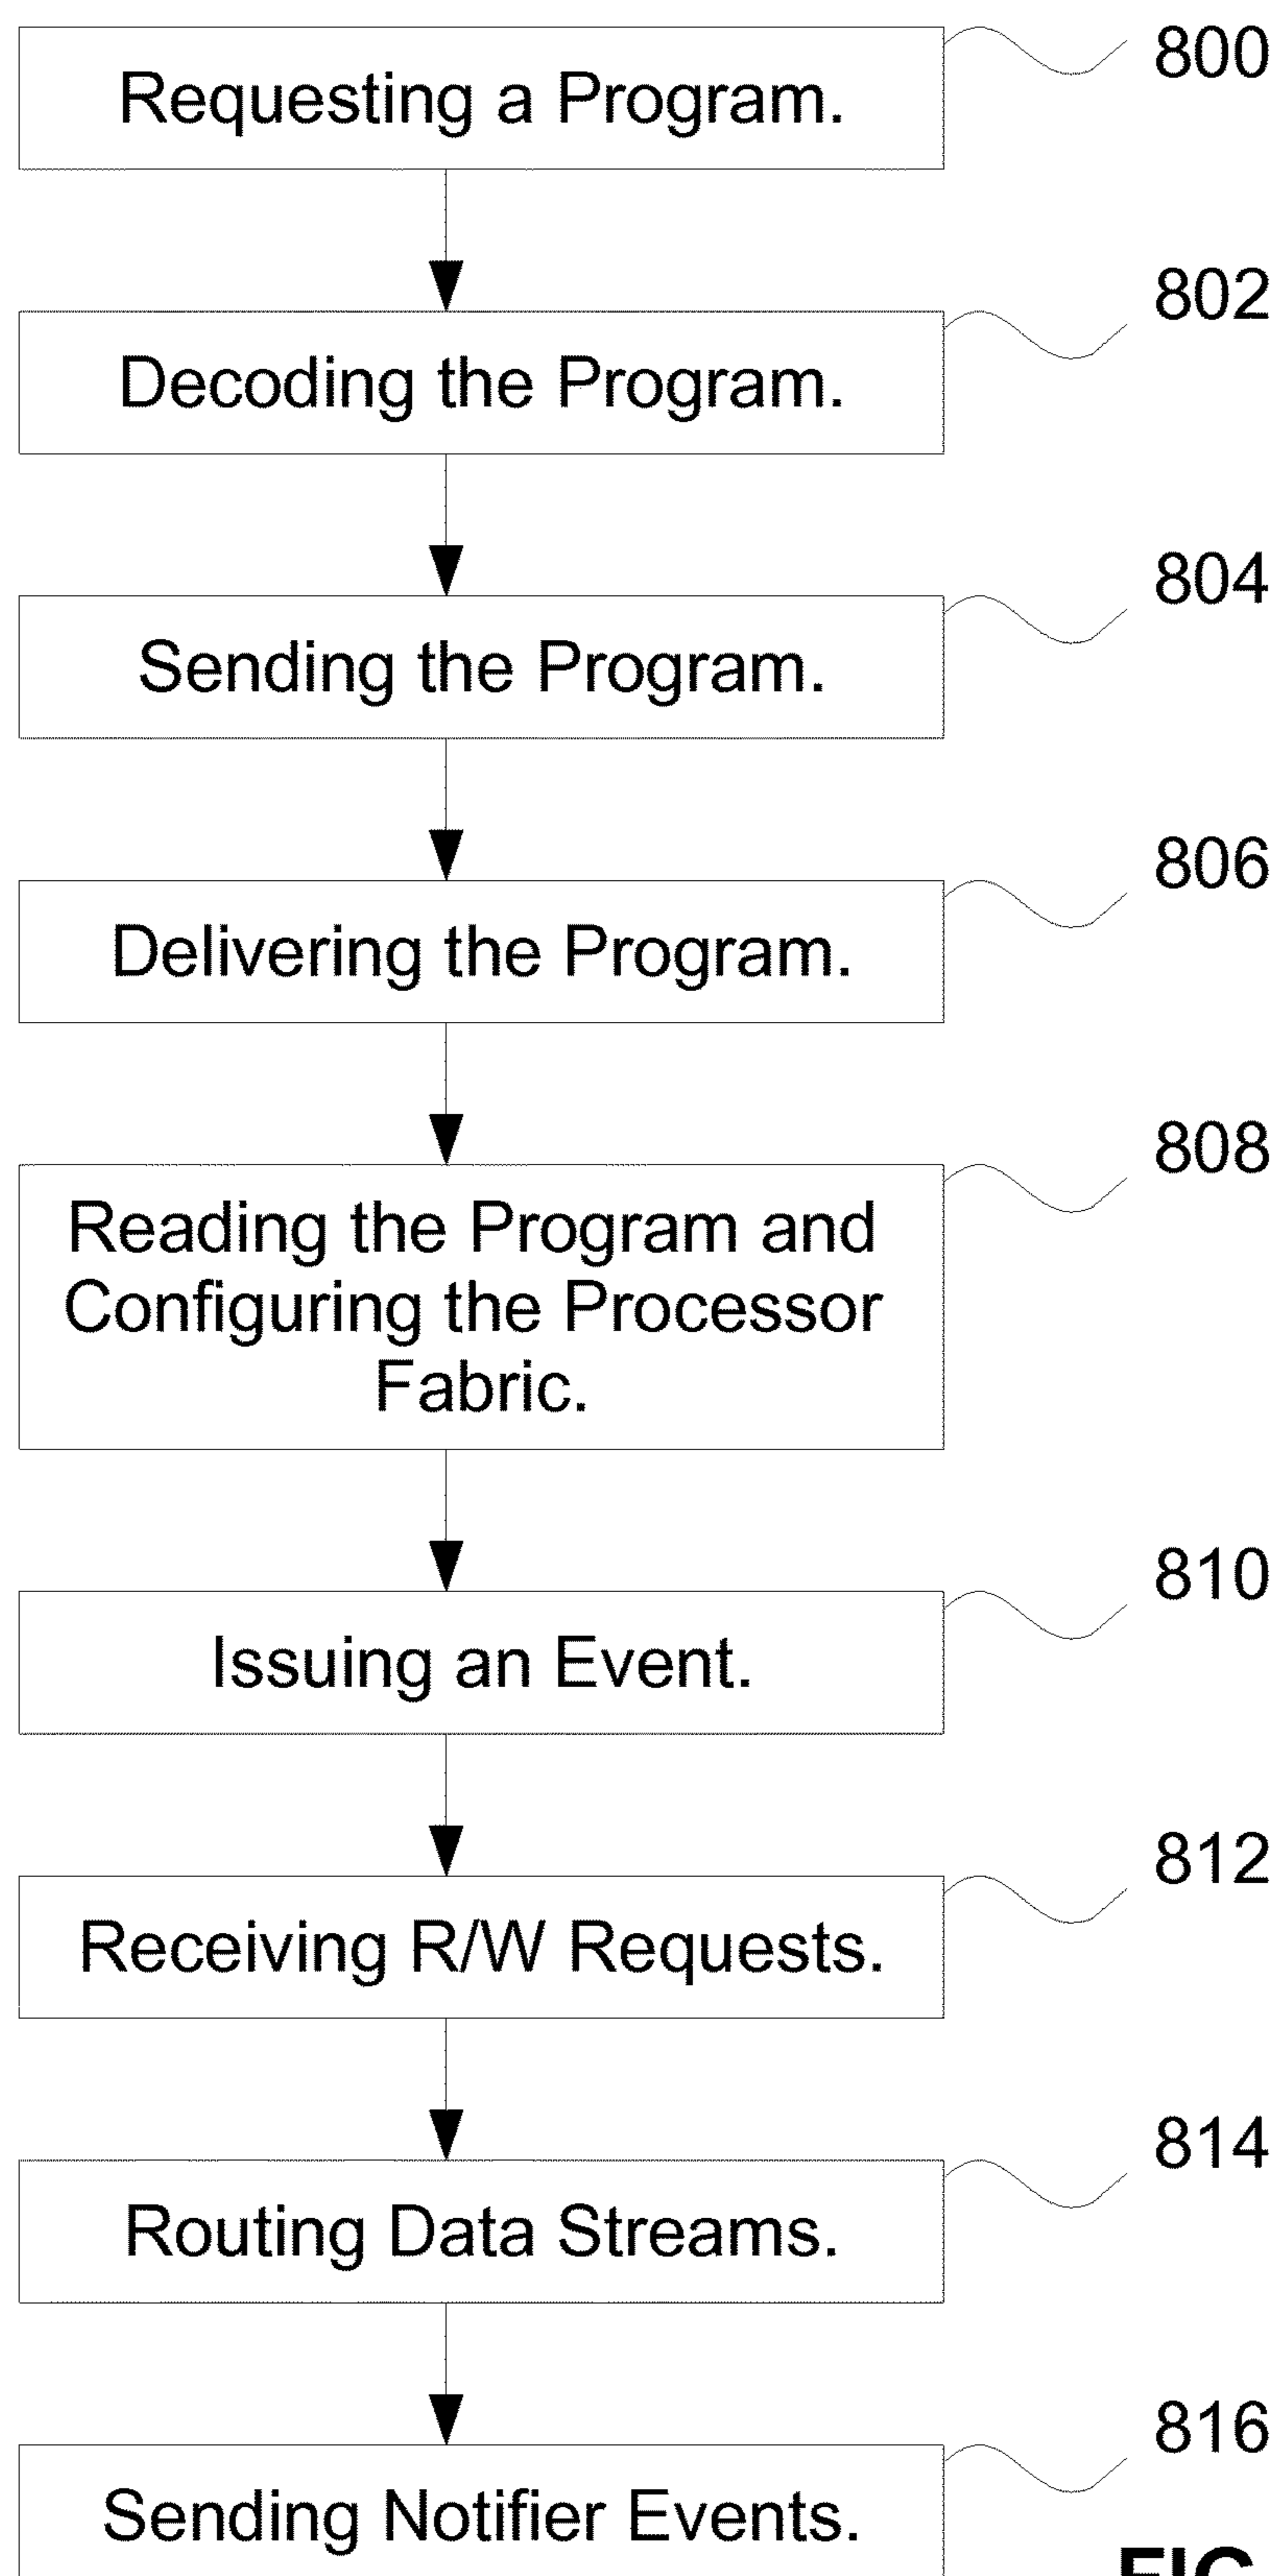 800
Requesting a Program.
802
Decoding the Program.
804
Sending the Program.
806
Delivering the Program.
808
Reading the Program and
Configuring the Processor
Fabric.
810
Issuing an Event.
812
Receiving R/W Requests.
814
Routing Data Streams.
816
Sending Notifier Events.
FIG